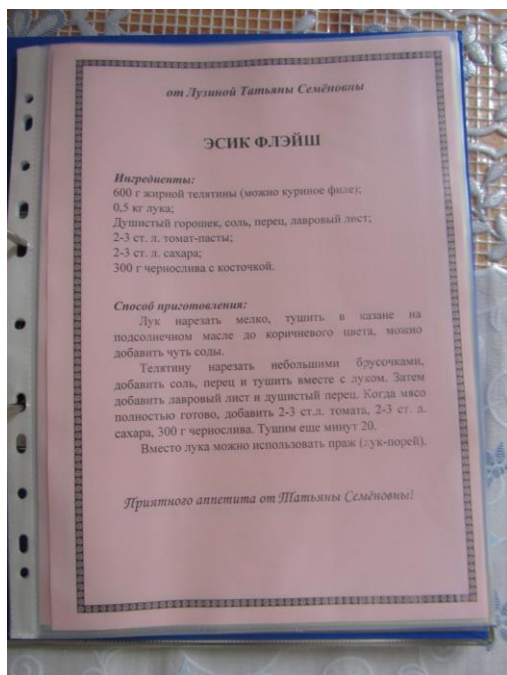 от Лузиной Татьяны Семёновны
ЭСИК ФЛЭЙШ
Ингредиенты:
600 г жирной телятины (можно куриное филе);
0,5 кг лука;
Душистый горошек, соль, перец, лавровый лист;
2-3 ст. л. томат-пасты;
2-3 ст. л. сахара;
300 г чернослива с косточкой.
Способ приготовления:
Лук нарезать мелко, тушить в казане на
подсолнечном масле до коричневого цвета, можно
добавить чуть соды.
Телятину нарезать небольшими брусочками,
добавить соль, перец и тушить вместе с луком. Затем
добавить лавровый лист и душистый перец. Когда мясо
полностью готово, добавить 2-3 ст.л. томата, 2-3 ст. л.
сахара, 300 г чернослива. Тушим еще минут 20.
Вместо лука можно использовать праж (лук-порей).
Приятного аппетита от Татьяны Семёновны!